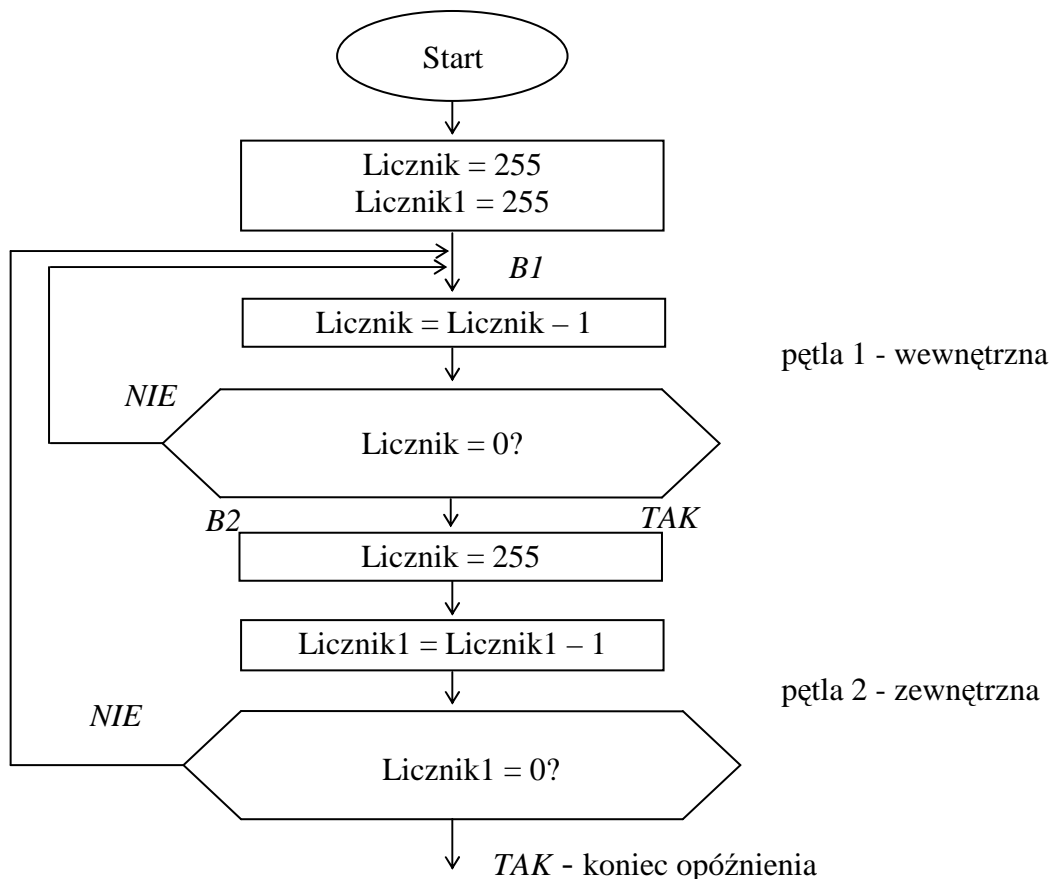 Start
Licznik = 255
Licznik1 = 255
B1
Licznik = Licznik – 1
pętla 1 - wewnętrzna
NIE
Licznik = 0?
B2
TAK
Licznik = 255
Licznik1 = Licznik1 – 1
pętla 2 - zewnętrzna
NIE
Licznik1 = 0?
TAK - koniec opóźnienia